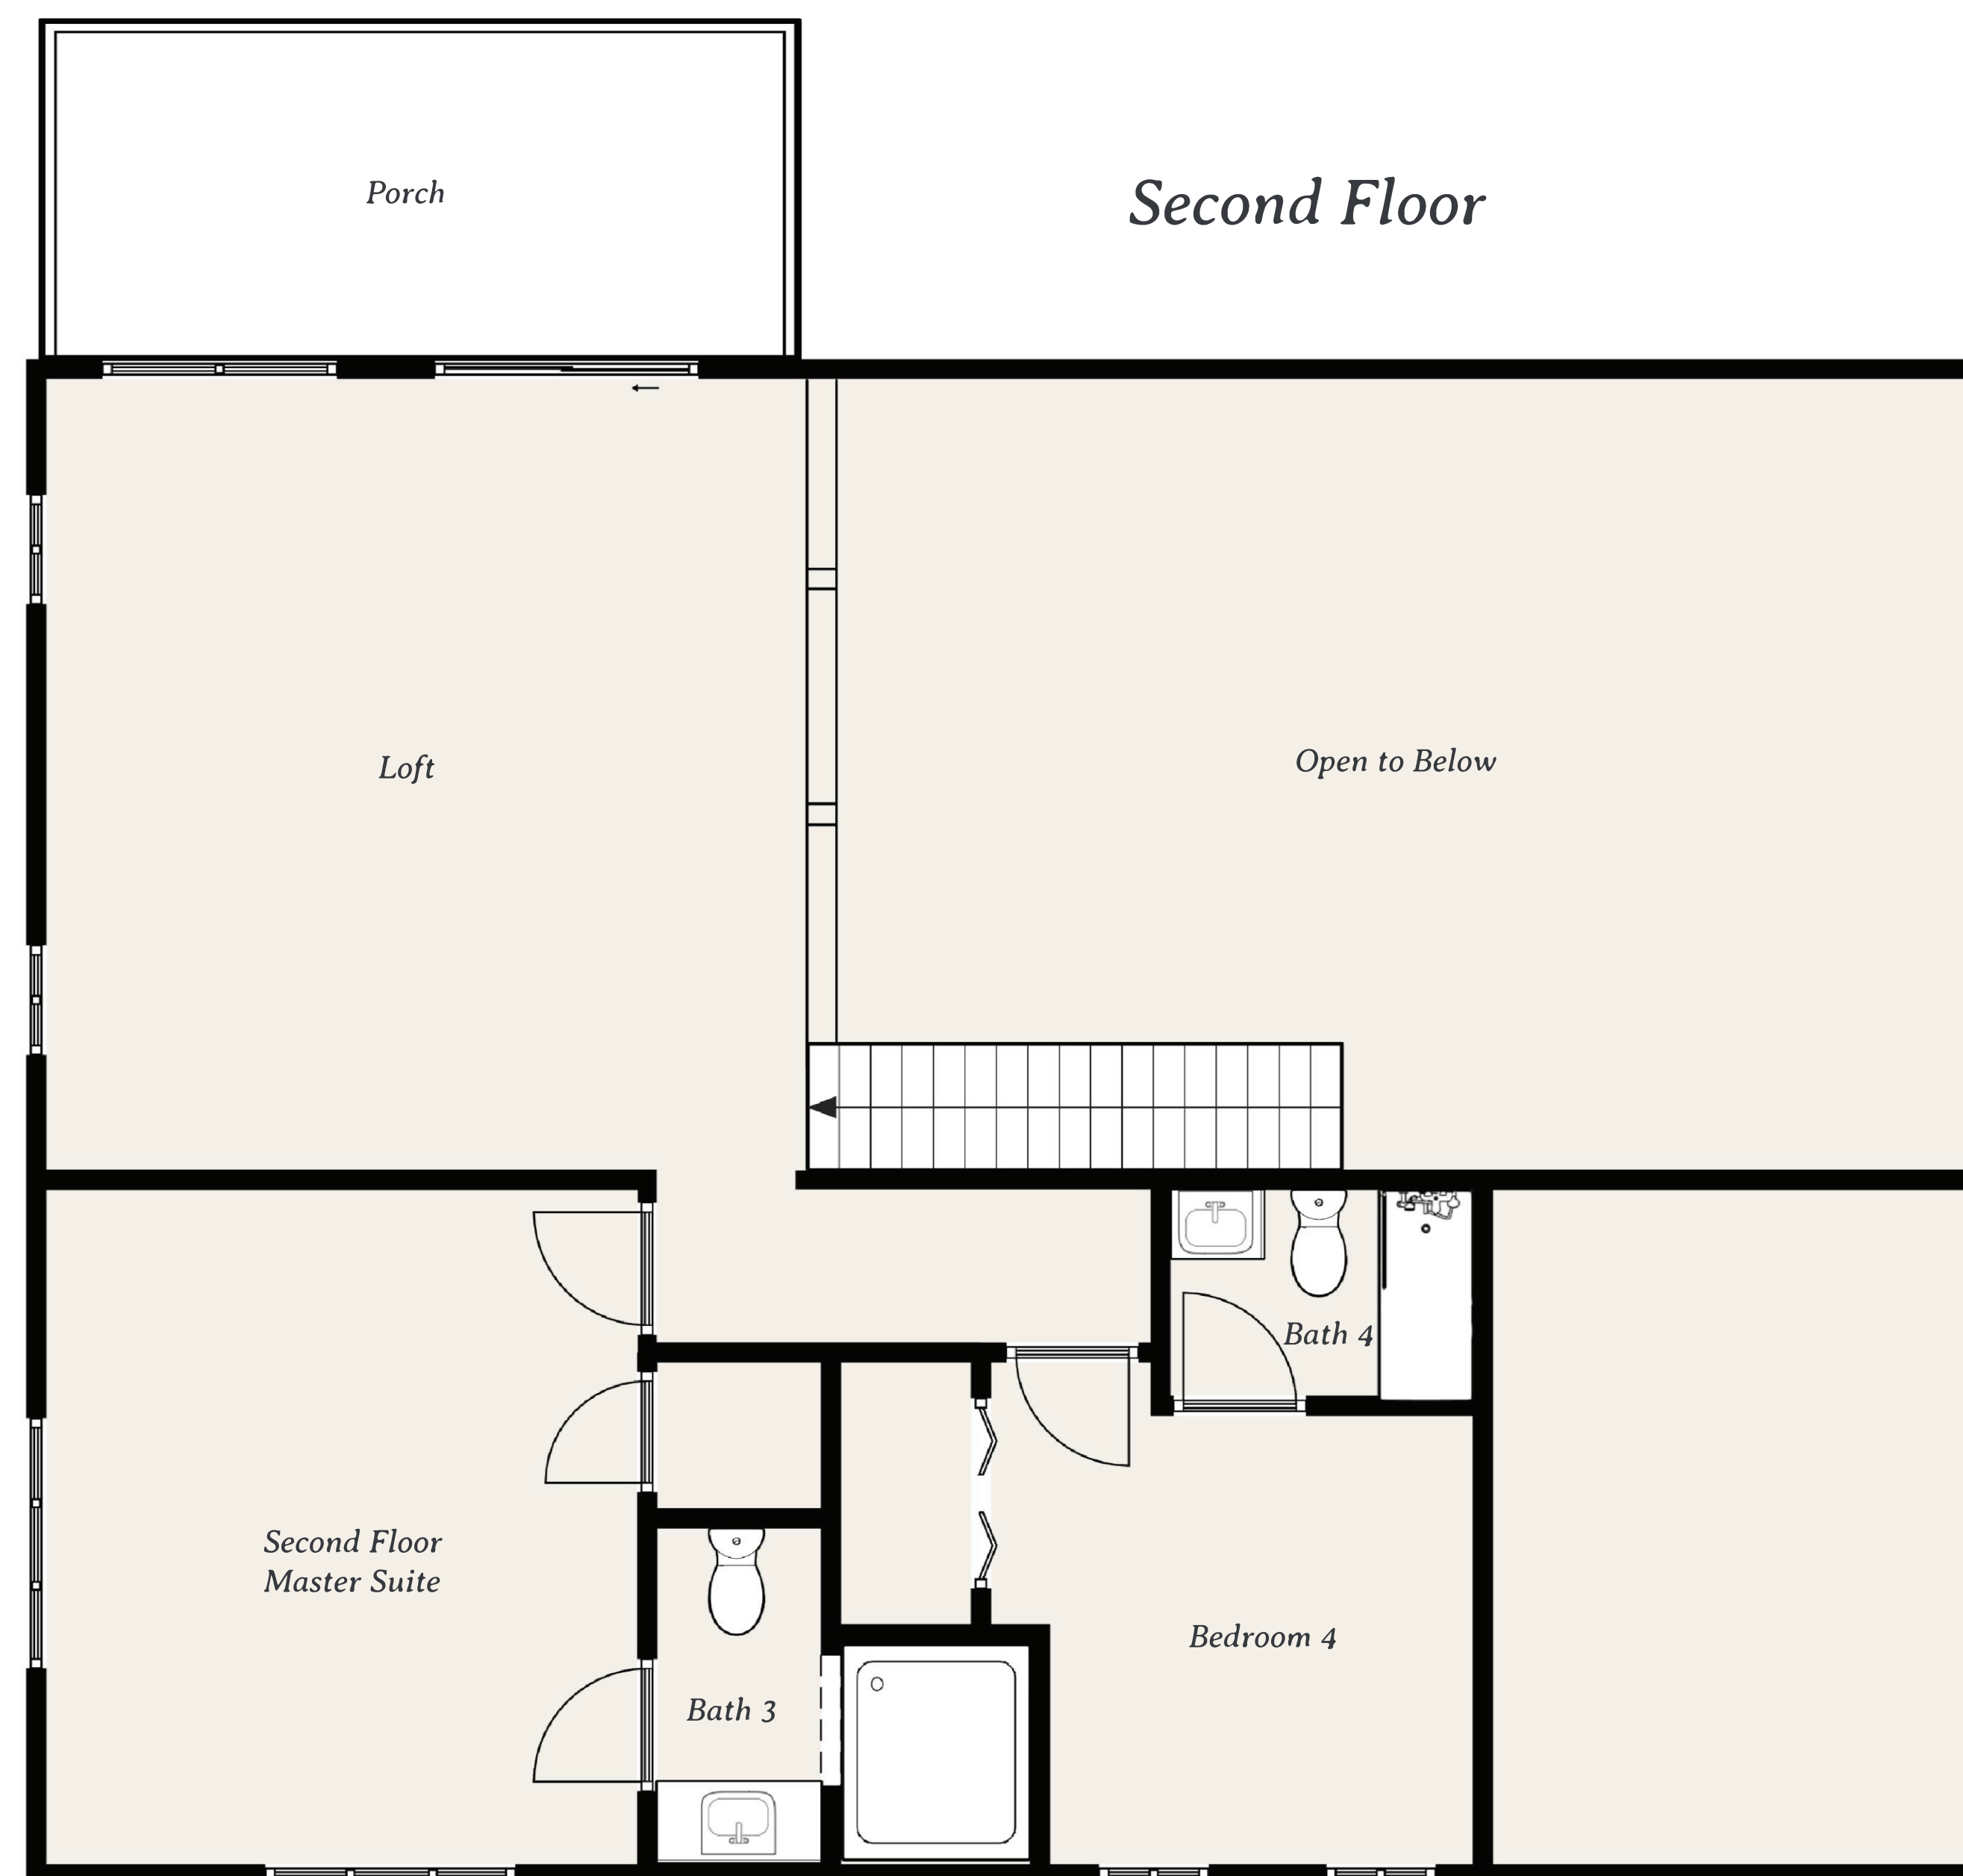 Porch
Second Floor
Loft
Open to Below
Bath 4
Second Floor
Master Suite
Bedroom 4
Bath 3